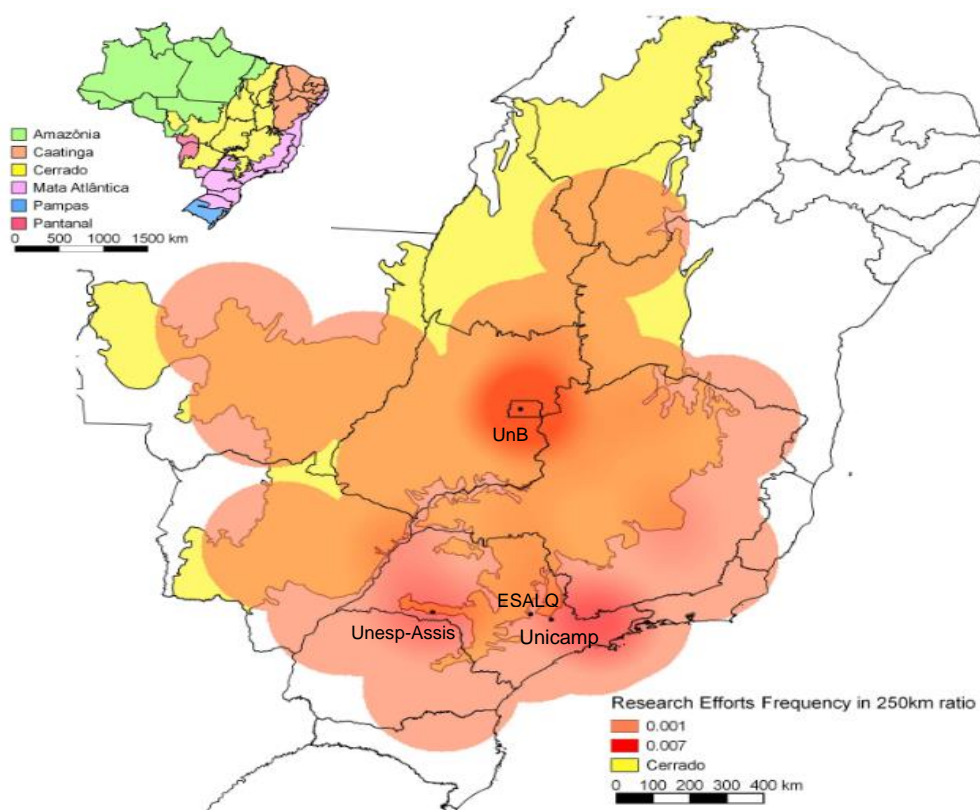 Amazônia
Caatinga
Cerrado
Mata Atlântica
Pampas
Pantanal
0 500 1000 1500 km
UnB
ESALQ
Unesp-Assis
Unicamp
Research Efforts Frequency in 250km ratio
0.001
0.007
Cerrado
0 100 200 300 400 km